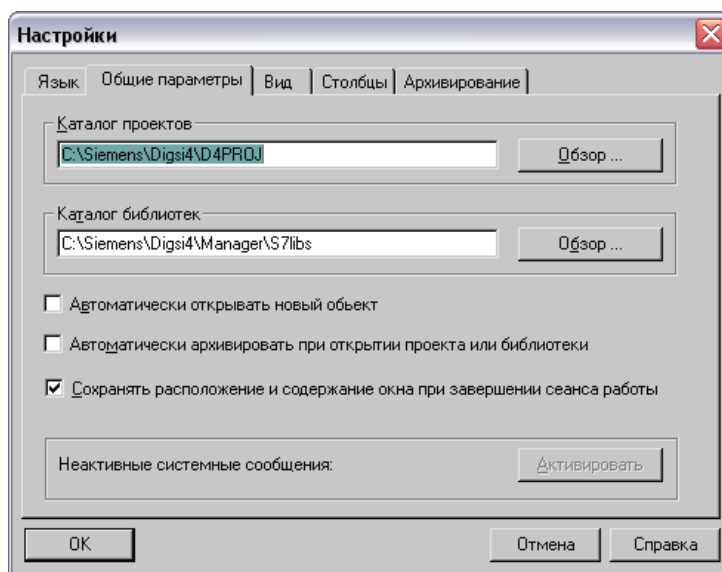 Настройки
Язык Общие параметры Вид Столбцы Архивирование
Каталог проектов
C:\Siemens\Digsi4\D4PROJ Обзор ...
Каталог библиотек
C:\Siemens\Digsi4\Manager\S7libs Обзор ...
Автоматически открывать новый обьект
Автоматически архивировать при открытии проекта или библиотеки
Сохранять расположение и содержание окна при завершении сеанса работы
Неактивные системные сообщения: Активировать
OK Отмена Справка